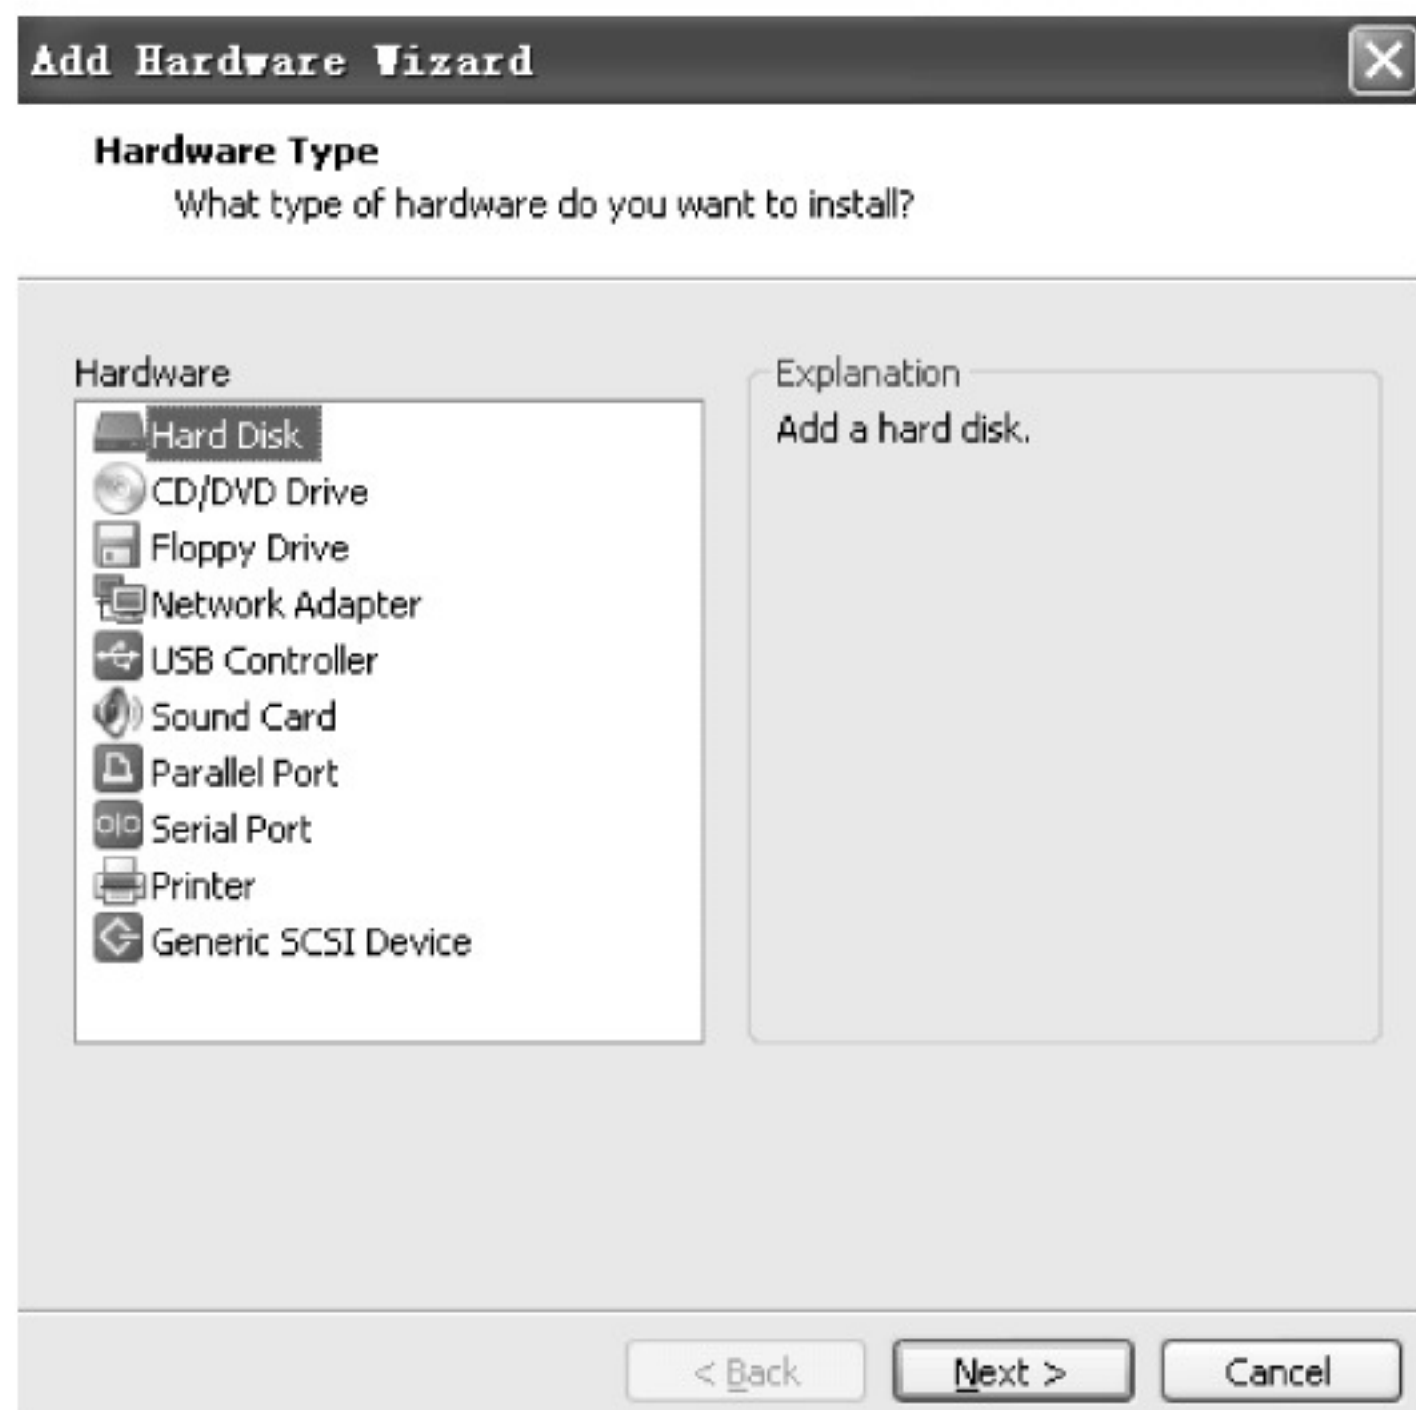 Add Hardware Wizard
Hardware Type
What type of hardware do you want to install?
Hardware
Hard Disk
CD/DVD Drive
Floppy Drive
Network Adapter
USB Controller
Sound Card
Parallel Port
Serial Port
Printer
Generic SCSI Device
Explanation
Add a hard disk.
< Back
Next >
Cancel